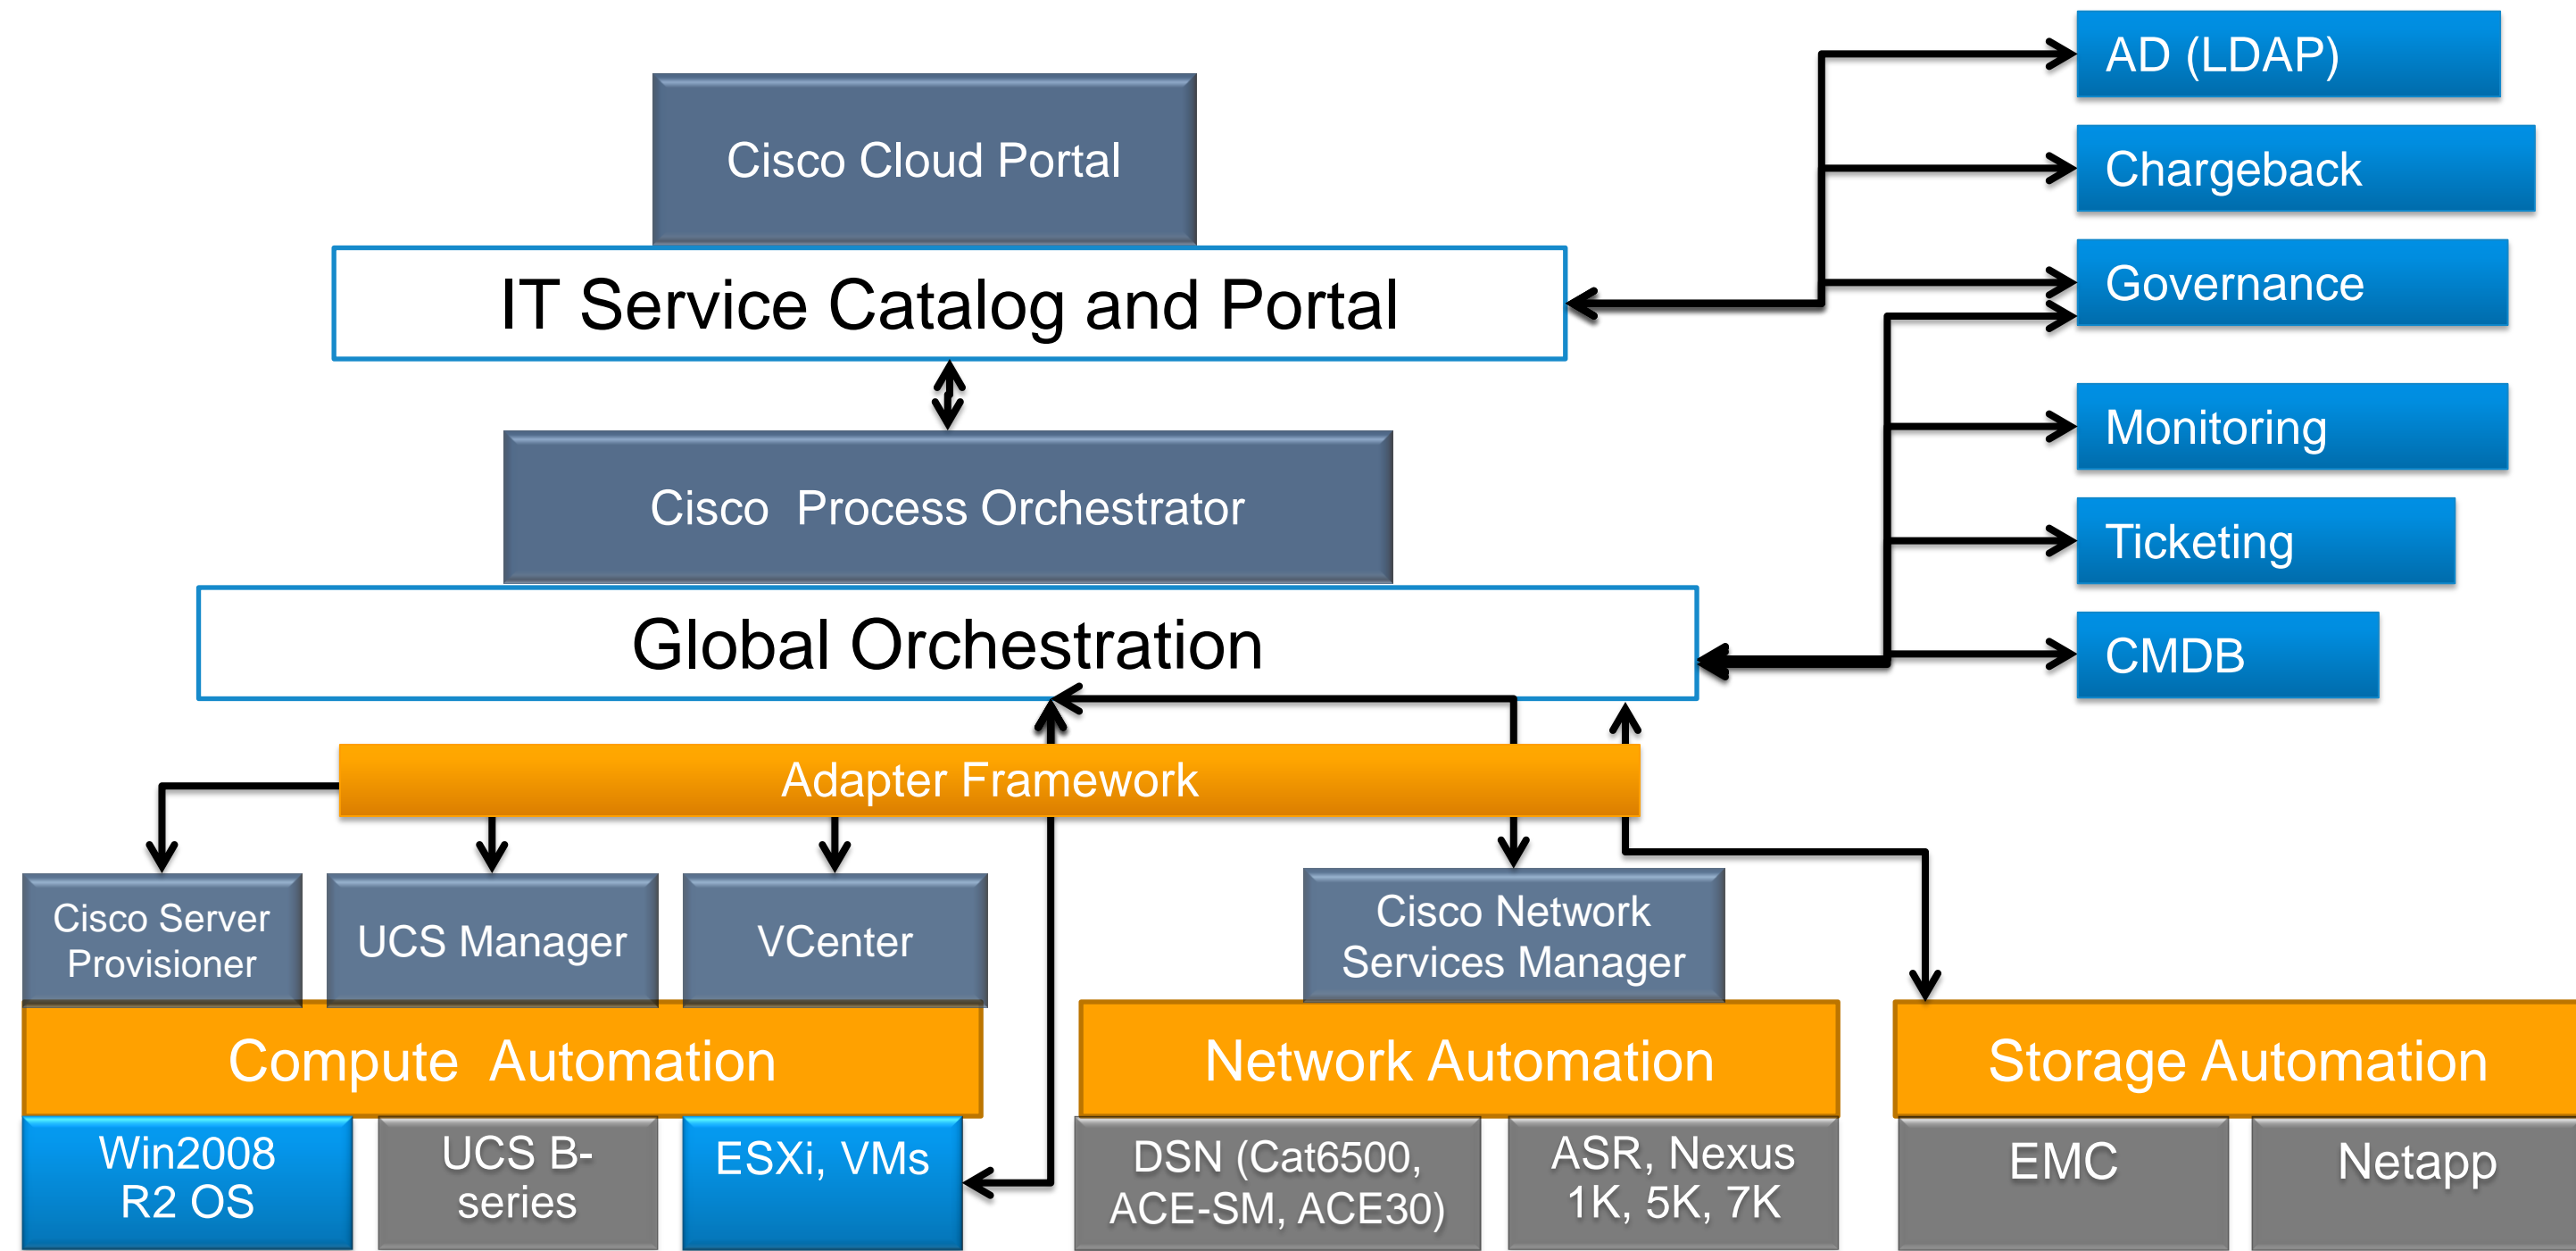 AD (LDAP)
Cisco Cloud Portal
Chargeback
Governance
IT Service Catalog and Portal
Monitoring
Cisco  Process Orchestrator
Ticketing
Global Orchestration
CMDB
Adapter Framework
Cisco Server
Provisioner
UCS Manager
VCenter
Cisco Network
Services Manager
Compute  Automation
Network Automation
Storage Automation
Win2008
R2 OS
UCS B-
series
ESXi, VMs
DSN (Cat6500,
ACE-SM, ACE30)
ASR, Nexus
1K, 5K, 7K
EMC
Netapp